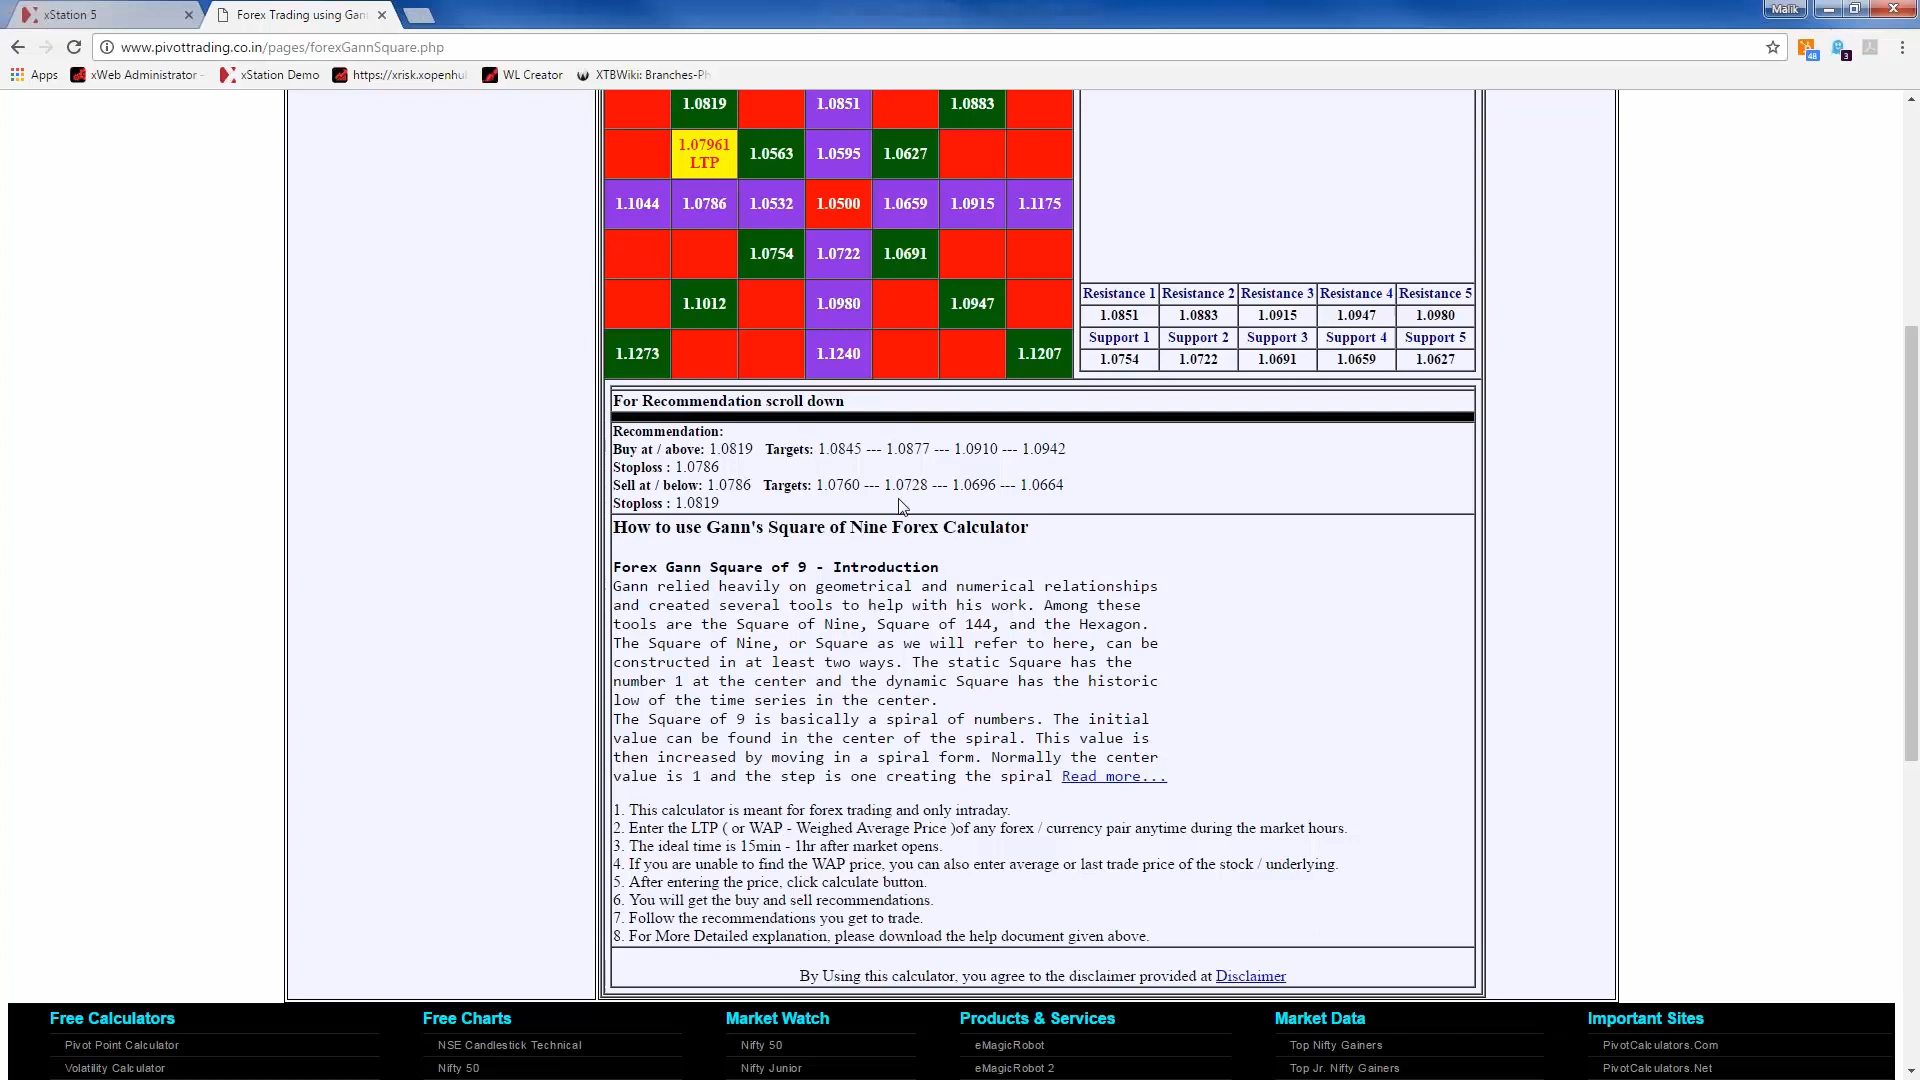 xStation 5
Forex Trading using Gan
Malik
www.pivottrading.co.in/pages/forexGannSquare.php
48
3
Apps
xWeb Administrator -
xStation Demo
https://xrisk.xopenhu
WL Creator
XTBWiki: Branches-Ph
1.0819 1.0851 1.0883
1.07961 LTP 1.0563 1.0595 1.0627
1.1044 1.0786 1.0532 1.0500 1.0659 1.0915 1.1175
1.0754 1.0722 1.0691
1.1012 1.0980 1.0947
1.1273 1.1240 1.1207
Resistance 1 Resistance 2 Resistance 3 Resistance 4 Resistance 5
1.0851 1.0883 1.0915 1.0947 1.0980
Support 1 Support 2 Support 3 Support 4 Support 5
1.0754 1.0722 1.0691 1.0659 1.0627
For Recommendation scroll down
Recommendation:
Buy at / above: 1.0819 Targets: 1.0845 --- 1.0877 --- 1.0910 --- 1.0942
Stoploss : 1.0786
Sell at / below: 1.0786 Targets: 1.0760 --- 1.0728 --- 1.0696 --- 1.0664
Stoploss : 1.0819
How to use Gann's Square of Nine Forex Calculator
Forex Gann Square of 9 - Introduction
Gann relied heavily on geometrical and numerical relationships
and created several tools to help with his work. Among these
tools are the Square of Nine, Square of 144, and the Hexagon.
The Square of Nine, or Square as we will refer to here, can be
constructed in at least two ways. The static Square has the
number 1 at the center and the dynamic Square has the historic
low of the time series in the center.
The Square of 9 is basically a spiral of numbers. The initial
value can be found in the center of the spiral. This value is
then increased by moving in a spiral form. Normally the center
value is 1 and the step is one creating the spiral Read more...
1. This calculator is meant for forex trading and only intraday.
2. Enter the LTP ( or WAP - Weighed Average Price )of any forex / currency pair anytime during the market hours.
3. The ideal time is 15min - 1hr after market opens.
4. If you are unable to find the WAP price, you can also enter average or last trade price of the stock / underlying.
5. After entering the price, click calculate button.
6. You will get the buy and sell recommendations.
7. Follow the recommendations you get to trade.
8. For More Detailed explanation, please download the help document given above.
By Using this calculator, you agree to the disclaimer provided at Disclaimer
Free Calculators Free Charts Market Watch Products & Services Market Data Important Sites
Pivot Point Calculator NSE Candlestick Technical Nifty 50 eMagicRobot Top Nifty Gainers PivotCalculators.Com
Volatility Calculator Nifty 50 Nifty Junior eMagicRobot 2 Top Jr. Nifty Gainers PivotCalculators.Net